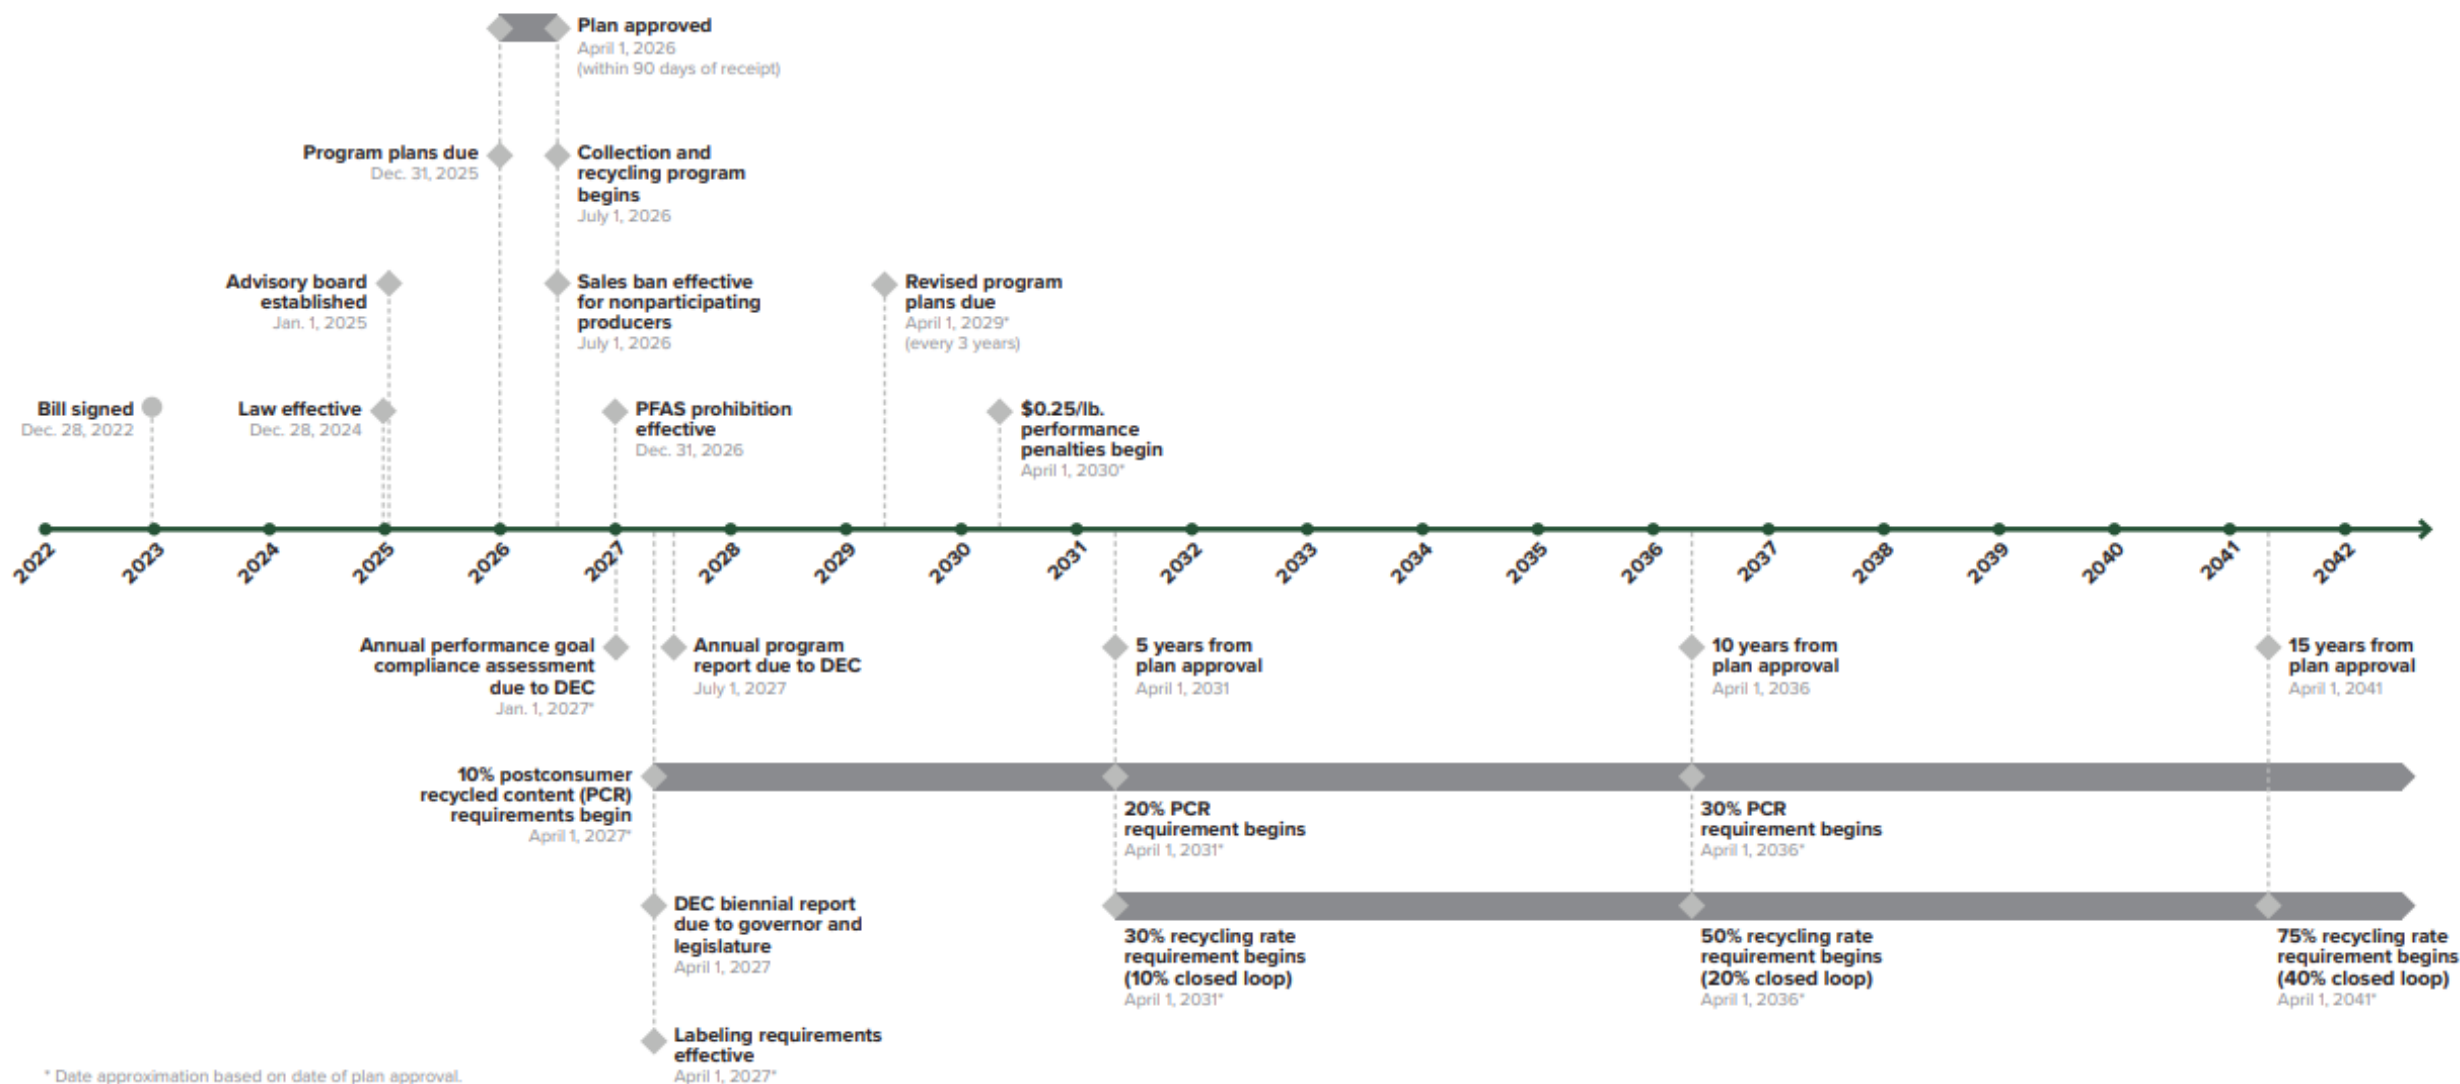 Plan approved
April 1, 2026
(within 90 days of receipt)
Program plans due
Dec. 31, 2025
Collection and
recycling program
begins
July 1, 2026
Advisory board
established
Jan. 1, 2025
Sales ban effective
for nonparticipating
producers
July 1, 2026
Revised program
plans due
April 1, 2029*
(every 3 years)
Bill signed
Dec. 28, 2022
Law effective
Dec. 28, 2024
PFAS prohibition
effective
Dec. 31, 2026
$0.25/lb.
performance
penalties begin
April 1, 2030*
2022
2023
2024
2025
2026
2027
2028
2029
2030
2031
2032
2033
2034
2035
2036
2037
2038
2039
2040
2041
2042
Annual performance goal
compliance assessment
due to DEC
Jan. 1, 2027*
Annual program
report due to DEC
July 1, 2027
5 years from
plan approval
April 1, 2031
10 years from
plan approval
April 1, 2036
15 years from
plan approval
April 1, 2041
10% postconsumer
recycled content (PCR)
requirements begin
April 1, 2027*
20% PCR
requirement begins
April 1, 2031*
30% PCR
requirement begins
April 1, 2036*
DEC biennial report
due to governor and
legislature
April 1, 2027
30% recycling rate
requirement begins
(10% closed loop)
April 1, 2031*
50% recycling rate
requirement begins
(20% closed loop)
April 1, 2036*
75% recycling rate
requirement begins
(40% closed loop)
April 1, 2041*
Labeling requirements
effective
April 1, 2027*
* Date approximation based on date of plan approval.